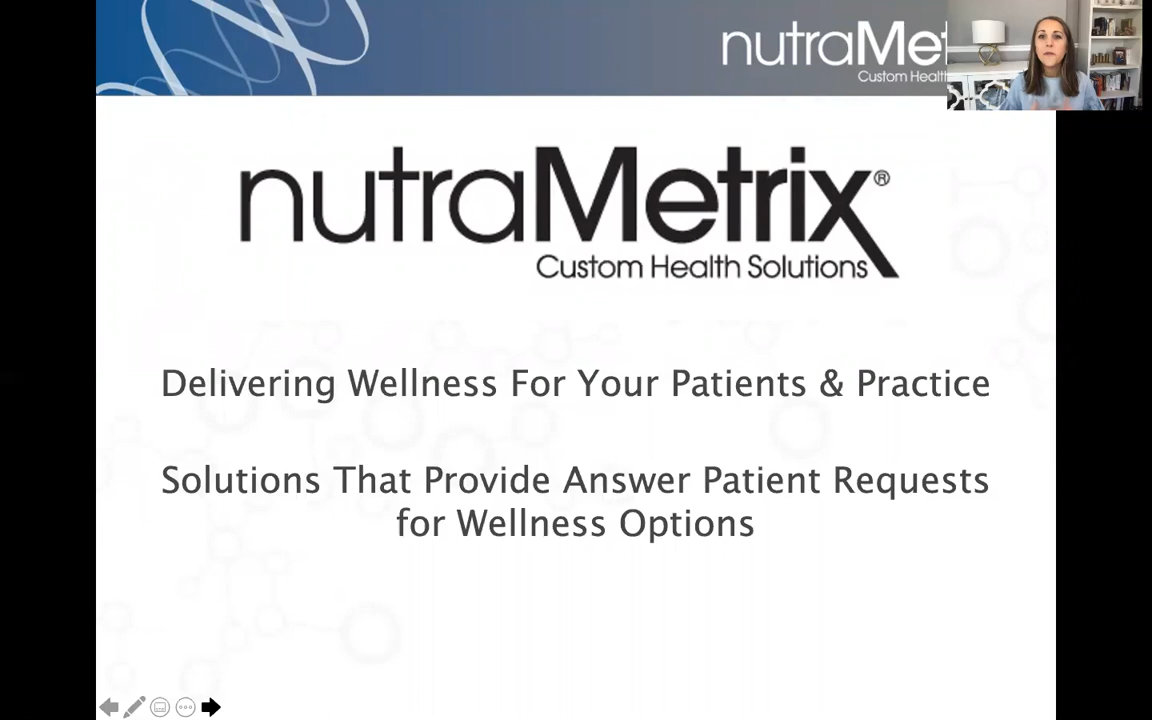 nutraMet
Custom Healt
nutraMetrix®
Custom Health Solutions
Delivering Wellness For Your Patients & Practice
Solutions That Provide Answer Patient Requests
for Wellness Options